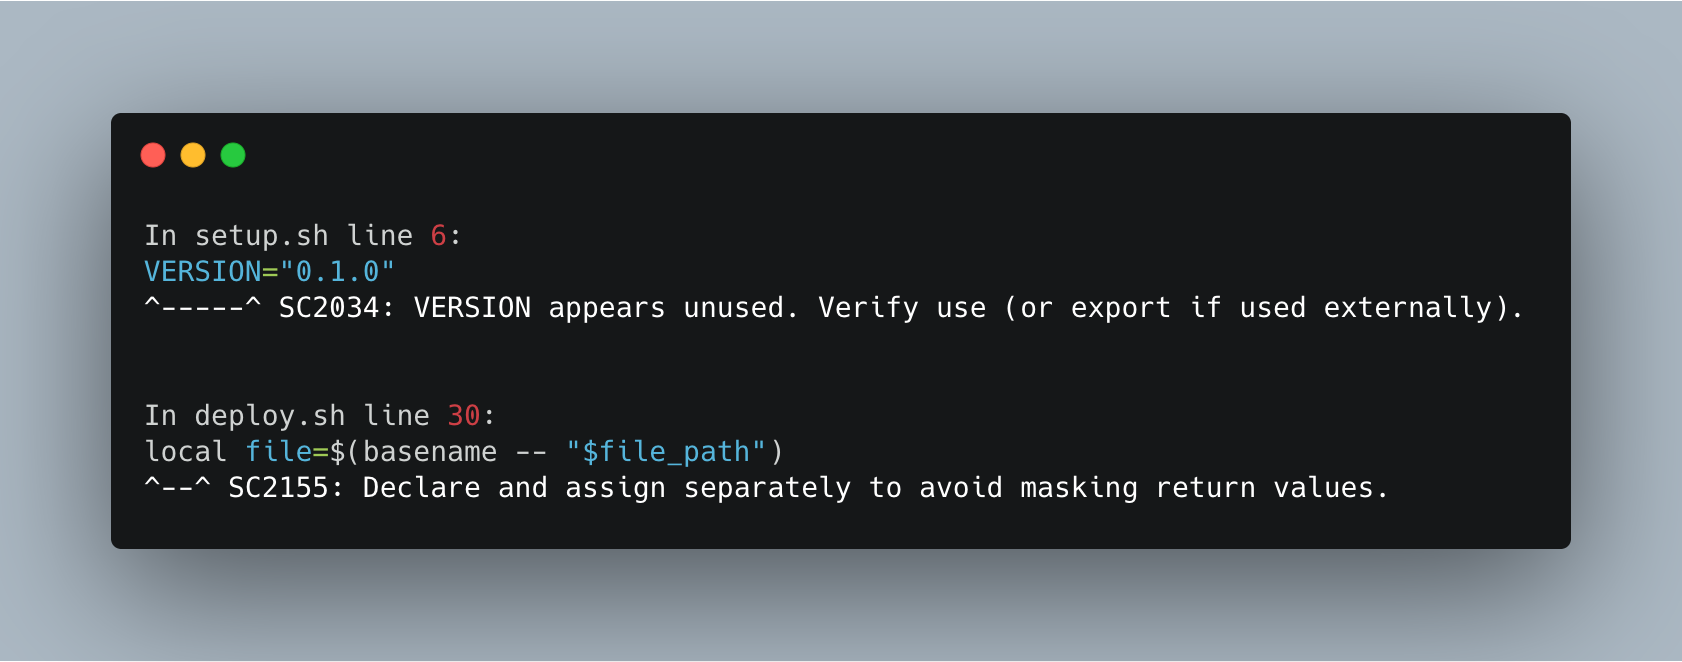 In setup.sh line 6:
VERSION="0.1.0"
^-----^ SC2034: VERSION appears unused. Verify use (or export if used externally).
In deploy.sh line 30:
local file=$(basename -- "$file_path")
^--^ SC2155: Declare and assign separately to avoid masking return values.